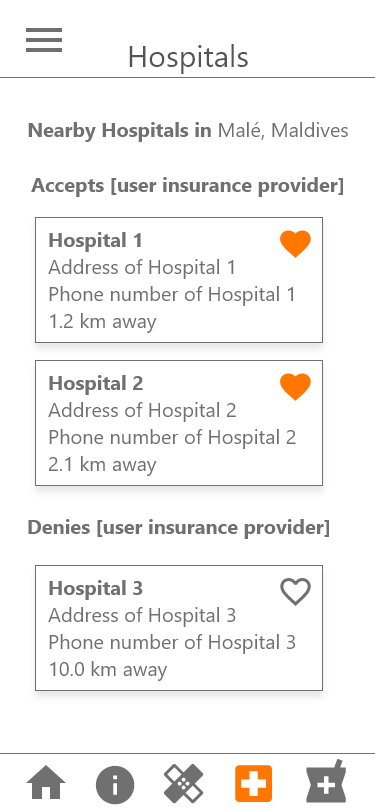 Hospitals
Nearby Hospitals in Malé, Maldives
Accepts [user insurance provider]
Hospital 1
Address of Hospital 1
Phone number of Hospital 1
1.2 km away
Hospital 2
Address of Hospital 2
Phone number of Hospital 2
2.1 km away
Denies [user insurance provider]
Hospital 3
Address of Hospital 3
Phone number of Hospital 3
10.0 km away